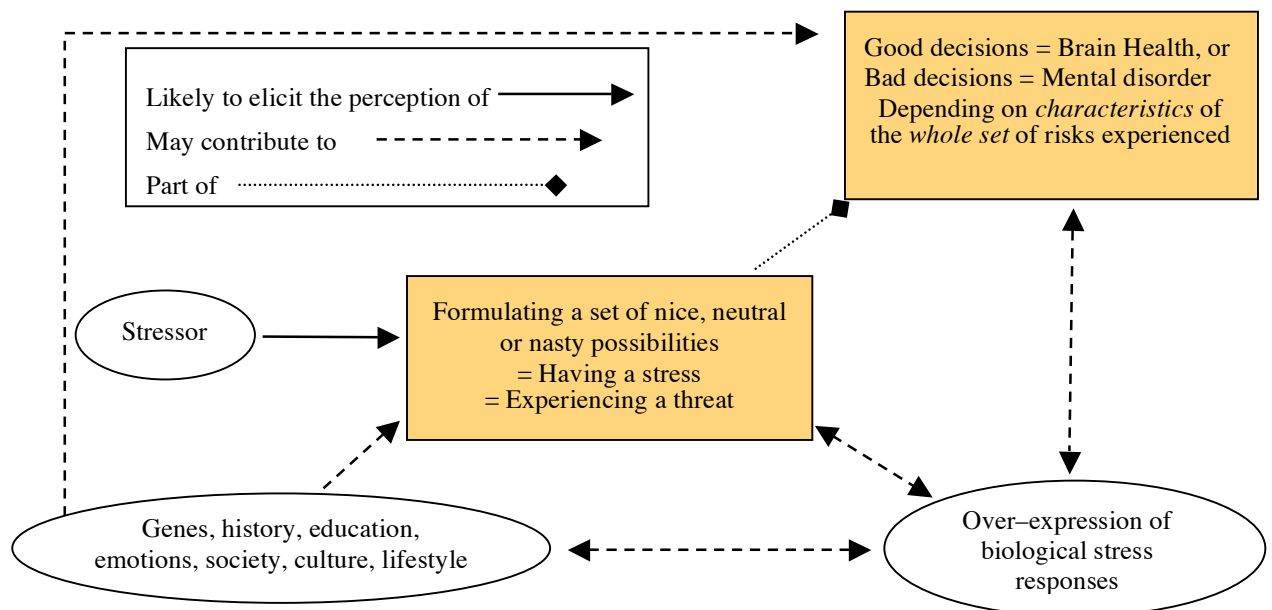 Good decisions = Brain Health, or
Bad decisions = Mental disorder
Depending on characteristics of
the whole set of risks experienced
Likely to elicit the perception of
May contribute to
Part of
Formulating a set of nice, neutral
or nasty possibilities
= Having a stress
= Experiencing a threat
Stressor
Genes, history, education,
emotions, society, culture, lifestyle
Over–expression of
biological stress
responses